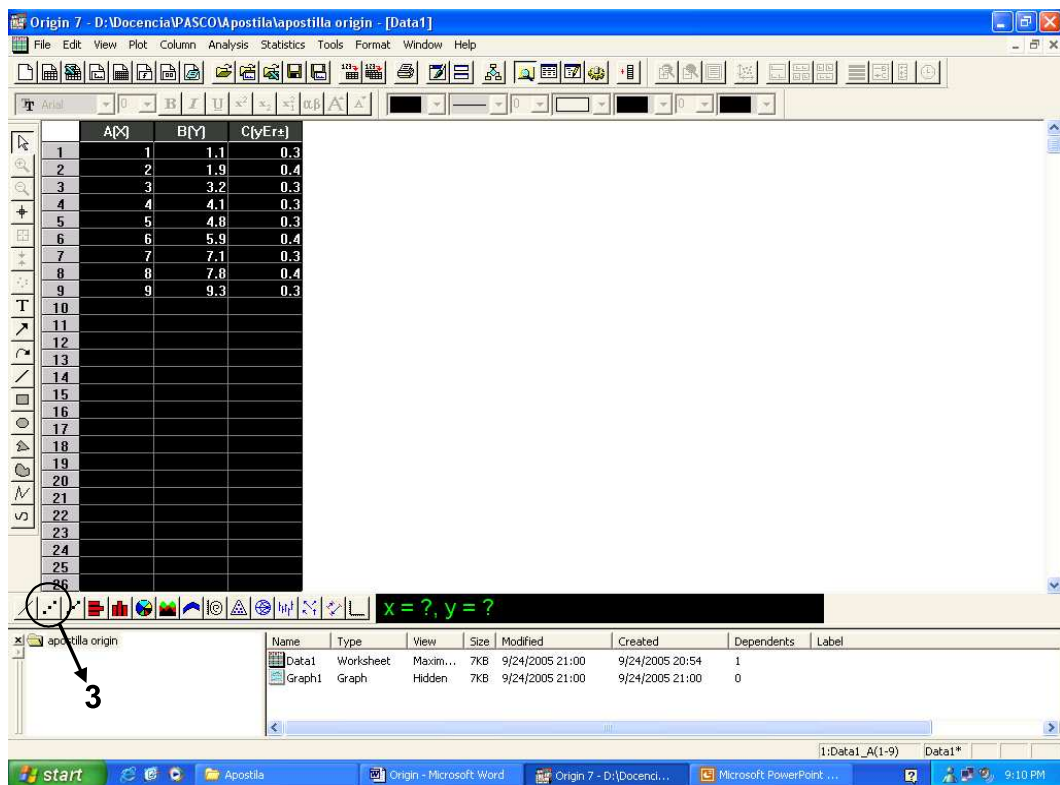 Origin 7 - D:\Docencia\PASCO\Apostila\apostilla origin - [Data1]
File Edit View Plot Column Analysis Statistics Tools Format Window Help
Arial 0 B I U x² x₂ αβ A A 0 0
A(X) B(Y) C(yEr±)
1 1 1.1 0.3
2 2 1.9 0.4
3 3 3.2 0.3
4 4 4.1 0.3
5 5 4.8 0.3
6 6 5.9 0.4
7 7 7.1 0.3
8 8 7.8 0.4
9 9 9.3 0.3
10
11
12
13
14
15
16
17
18
19
20
21
22
23
24
25
26
T
x = ?, y = ?
apostilla origin
Name Type View Size Modified Created Dependents Label
Data1 Worksheet Maxim... 7KB 9/24/2005 21:00 9/24/2005 20:54 1
Graph1 Graph Hidden 7KB 9/24/2005 21:00 9/24/2005 21:00 0
3
1:Data1_A(1-9) Data1*
start Apostila Origin - Microsoft Word Origin 7 - D:\Docenci... Microsoft PowerPoint ... 9:10 PM